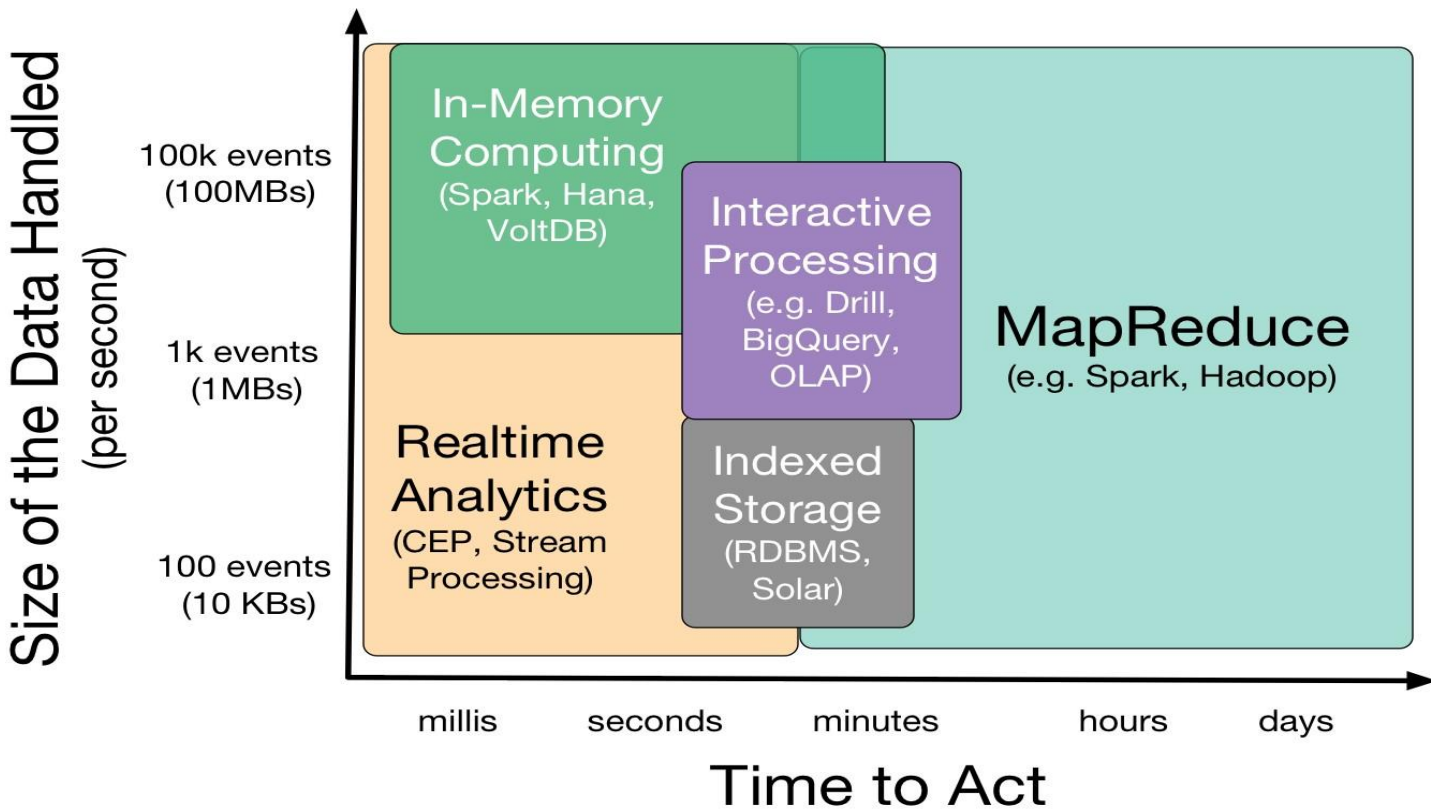 Size of the Data Handled
(per second)
100k events
(100MBs)
1k events
(1MBs)
100 events
(10 KBs)
In-Memory
Computing
(Spark, Hana,
VoltDB)
Interactive
Processing
(e.g. Drill,
BigQuery,
OLAP)
MapReduce
(e.g. Spark, Hadoop)
Realtime
Analytics
(CEP, Stream
Processing)
Indexed
Storage
(RDBMS,
Solar)
millis seconds minutes hours days
Time to Act